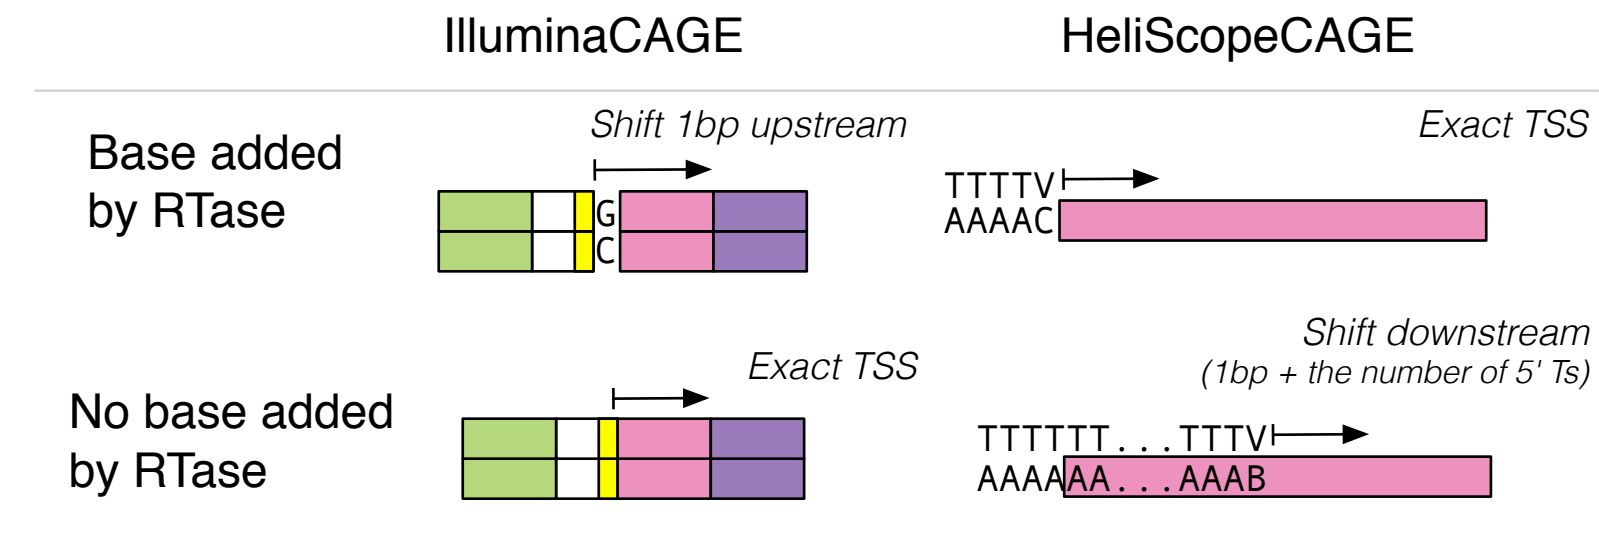 IlluminaCAGE
HeliScopeCAGE
Base added
by RTase
Shift 1bp upstream
G
C
Exact TSS
TTTTV
AAAAC
No base added
by RTase
Exact TSS
Shift downstream
(1bp + the number of 5' Ts)
TTTTTT...TTTV
AAAAAA...AAAB